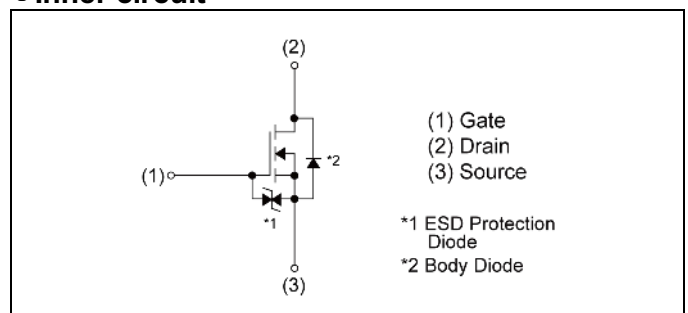 Inner circuit
(2)
(1)
*2
*1
(3)
(1) Gate
(2) Drain
(3) Source
*1 ESD Protection
Diode
*2 Body Diode